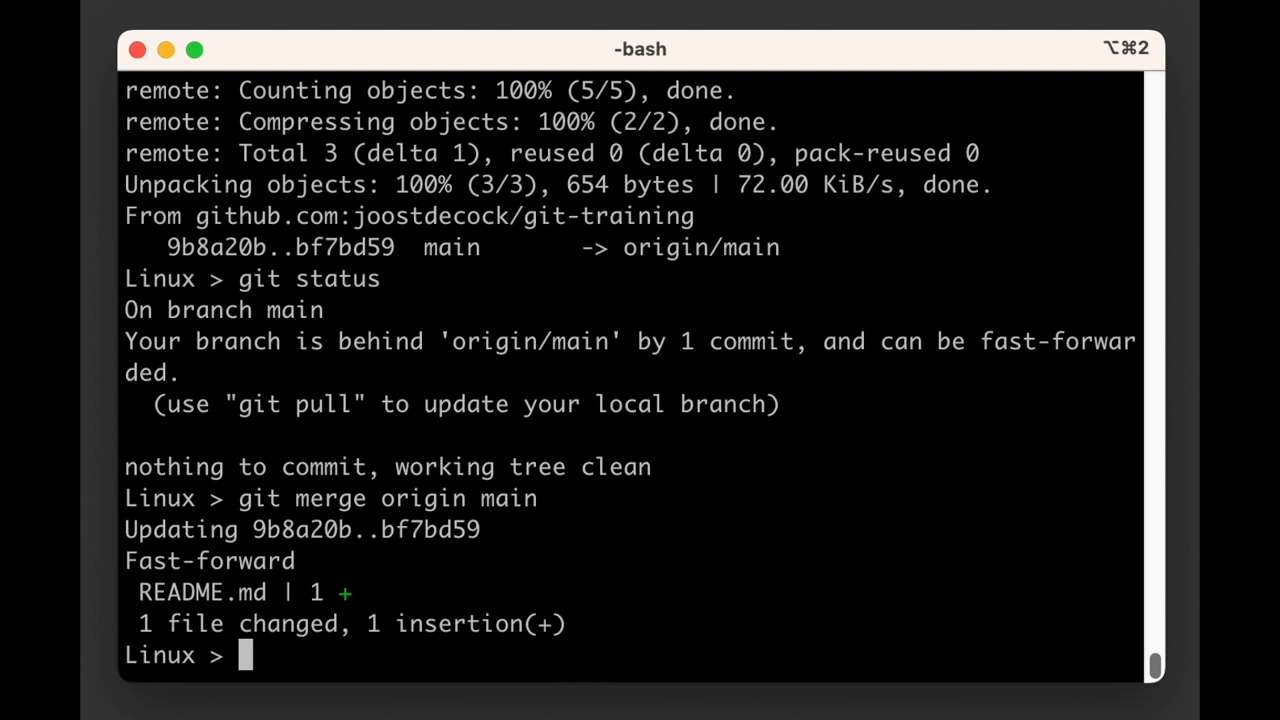 -bash
⌥⌘2
remote: Counting objects: 100% (5/5), done.
remote: Compressing objects: 100% (2/2), done.
remote: Total 3 (delta 1), reused 0 (delta 0), pack-reused 0
Unpacking objects: 100% (3/3), 654 bytes | 72.00 KiB/s, done.
From github.com:joostdecock/git-training
   9b8a20b..bf7bd59  main       -> origin/main
Linux > git status
On branch main
Your branch is behind 'origin/main' by 1 commit, and can be fast-forwar
ded.
  (use "git pull" to update your local branch)
nothing to commit, working tree clean
Linux > git merge origin main
Updating 9b8a20b..bf7bd59
Fast-forward
 README.md | 1 +
 1 file changed, 1 insertion(+)
Linux >